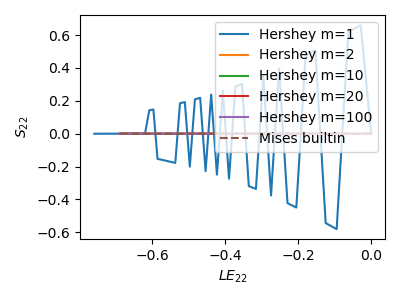 Hershey m=1
Hershey m=2
Hershey m=10
Hershey m=20
Hershey m=100
Mises builtin
0.6
0.4
0.2
0.0
−0.2
−0.4
−0.6
S22
−0.6
−0.4
−0.2
0.0
LE22